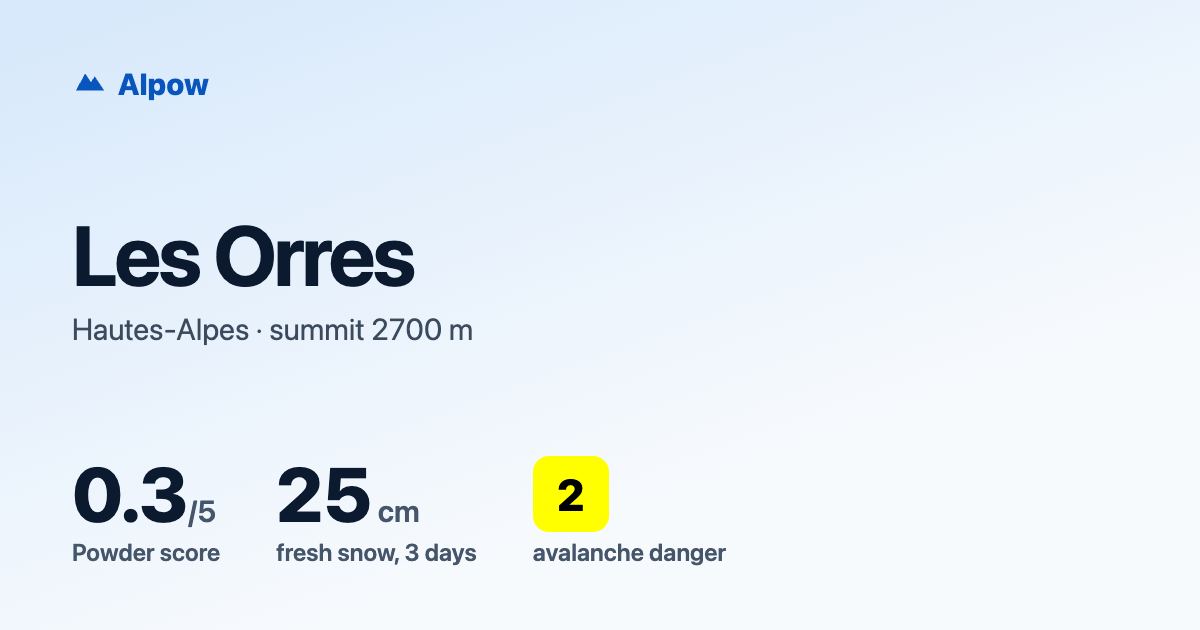 Alpow
Les Orres
Hautes-Alpes · summit 2700 m
0.3/5
Powder score
25 cm
fresh snow, 3 days
2
avalanche danger